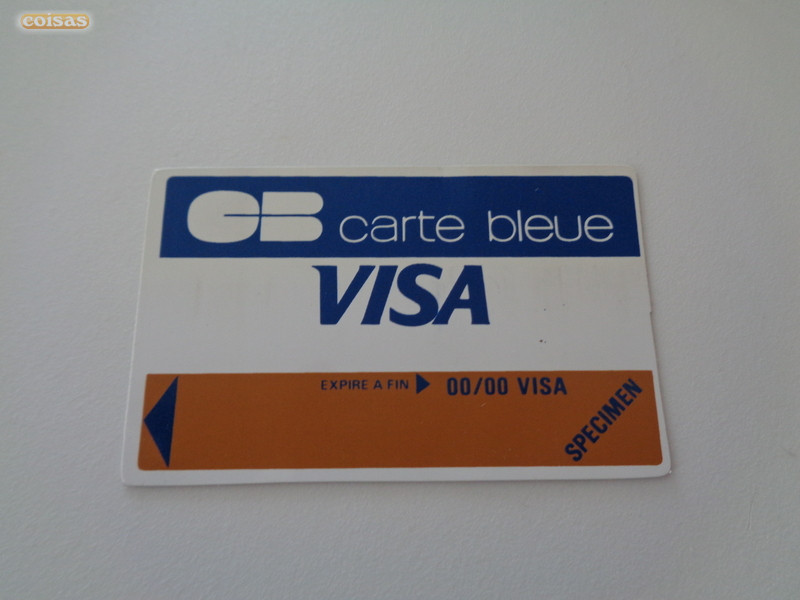 coisas
CB carte bleue
VISA
EXPIRE A FIN 00/00 VISA
SPECIMEN